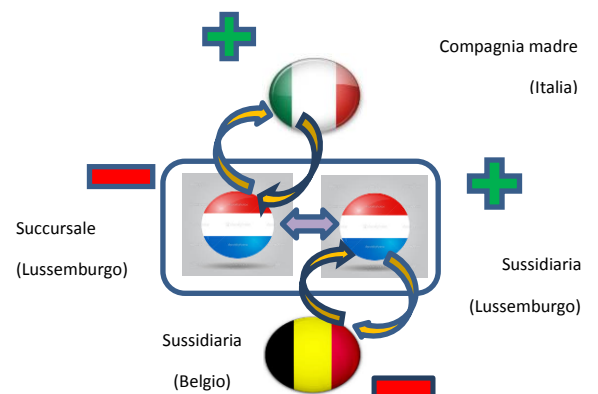 Compagnia madre
(Italia)
Succursale
(Lussemburgo)
Sussidiaria
(Lussemburgo)
Sussidiaria
(Belgio)